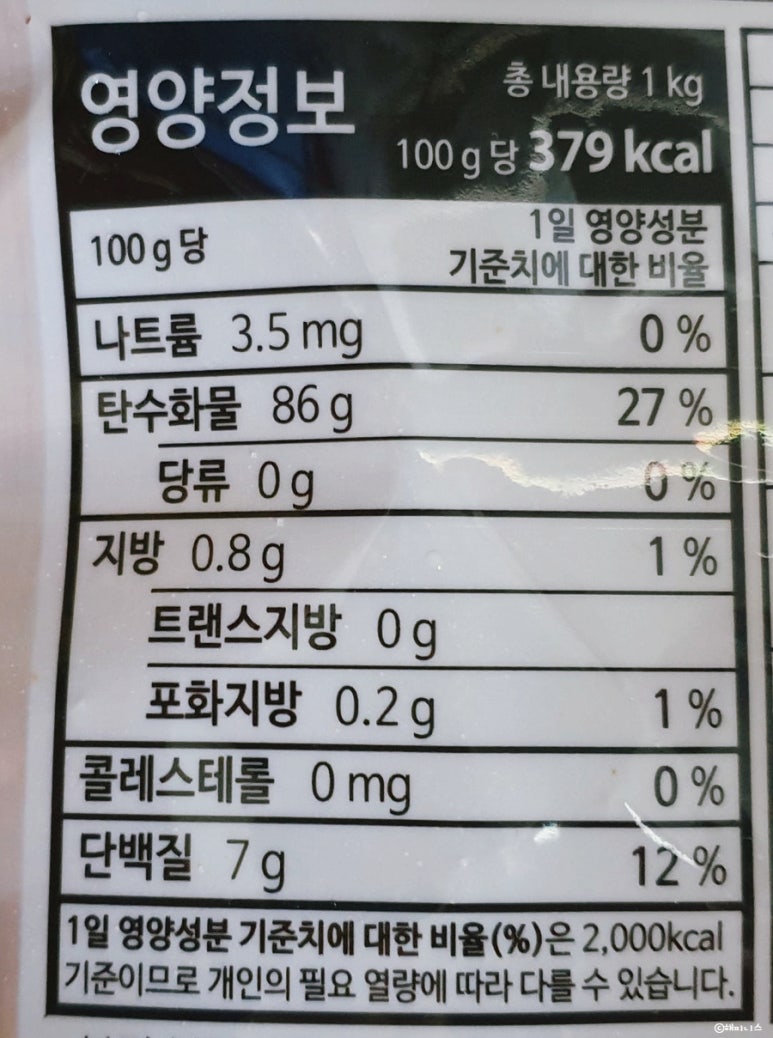 영양정보
총 내용량 1 kg
100 g 당 379 kcal
100 g 당
1일 영양성분
기준치에 대한 비율
나트륨 3.5 mg 0 %
탄수화물 86 g 27 %
당류 0 g 0 %
지방 0.8 g 1 %
트랜스지방 0 g
포화지방 0.2 g 1 %
콜레스테롤 0 mg 0 %
단백질 7 g 12 %
1일 영양성분 기준치에 대한 비율(%)은 2,000kcal
기준이므로 개인의 필요 열량에 따라 다를 수 있습니다.